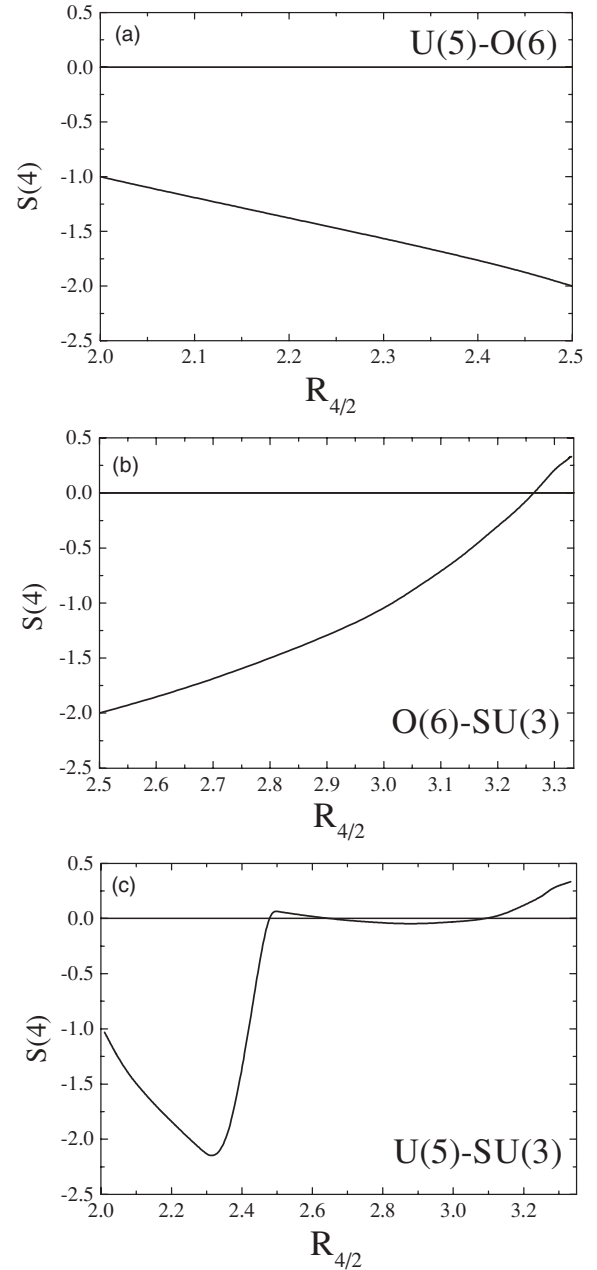 (a)
U(5)-O(6)
0.5
0.0
-0.5
-1.0
-1.5
-2.0
-2.5
S(4)
2.0 2.1 2.2 2.3 2.4 2.5
R4/2
(b)
O(6)-SU(3)
0.5
0.0
-0.5
-1.0
-1.5
-2.0
-2.5
S(4)
2.5 2.6 2.7 2.8 2.9 3.0 3.1 3.2 3.3
R4/2
(c)
U(5)-SU(3)
0.5
0.0
-0.5
-1.0
-1.5
-2.0
-2.5
S(4)
2.0 2.2 2.4 2.6 2.8 3.0 3.2
R4/2